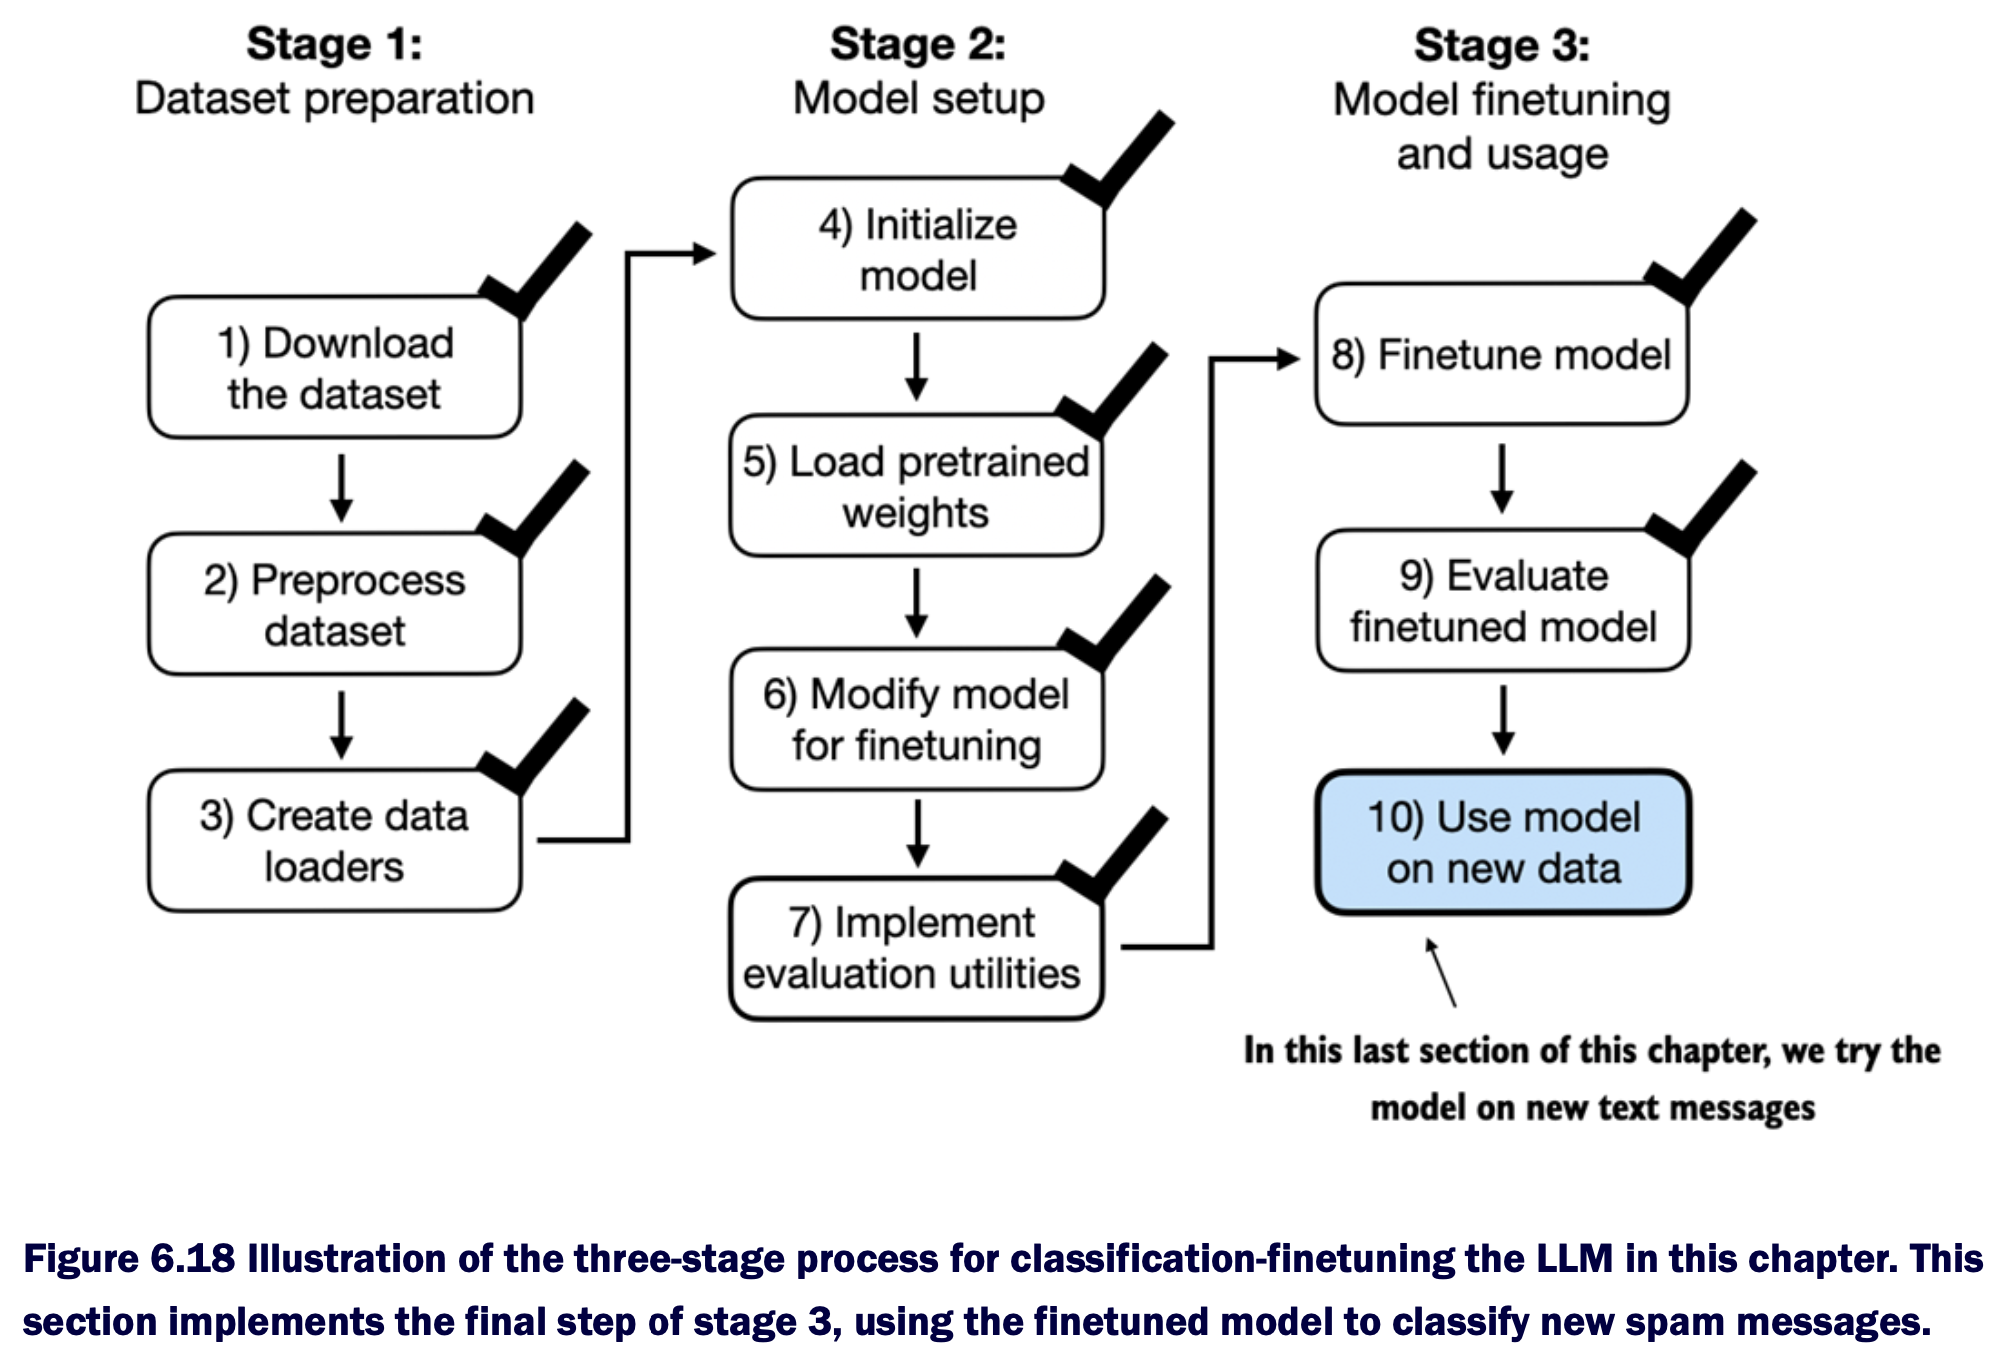 Stage 1:
Dataset preparation
1) Download
the dataset
2) Preprocess
dataset
3) Create data
loaders
Stage 2:
Model setup
4) Initialize
model
5) Load pretrained
weights
6) Modify model
for finetuning
7) Implement
evaluation utilities
Stage 3:
Model finetuning
and usage
8) Finetune model
9) Evaluate
finetuned model
10) Use model
on new data
In this last section of this chapter, we try the
model on new text messages
Figure 6.18 Illustration of the three-stage process for classification-finetuning the LLM in this chapter. This
section implements the final step of stage 3, using the finetuned model to classify new spam messages.